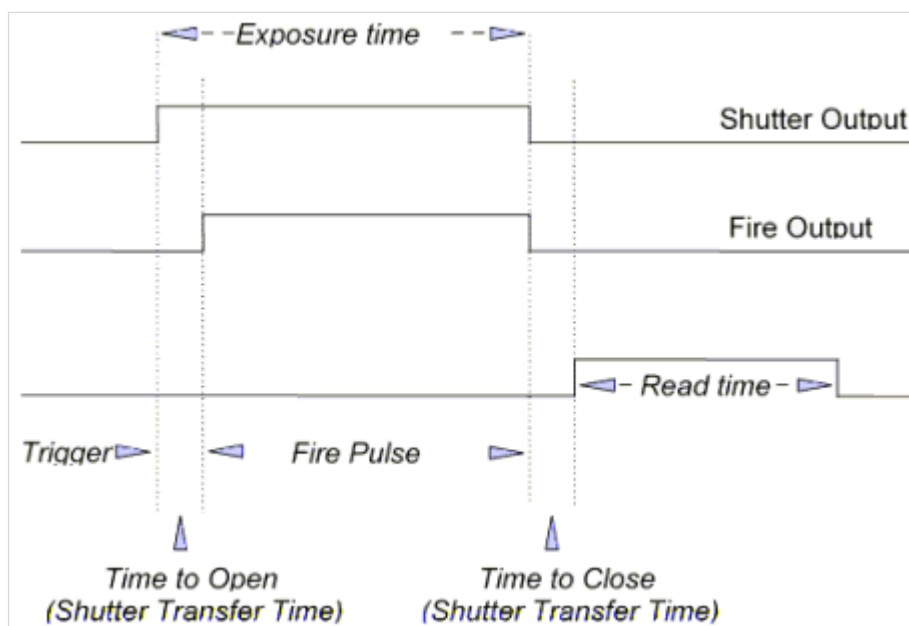 Exposure time
Shutter Output
Fire Output
Read time
Trigger
Fire Pulse
Time to Open
(Shutter Transfer Time)
Time to Close
(Shutter Transfer Time)